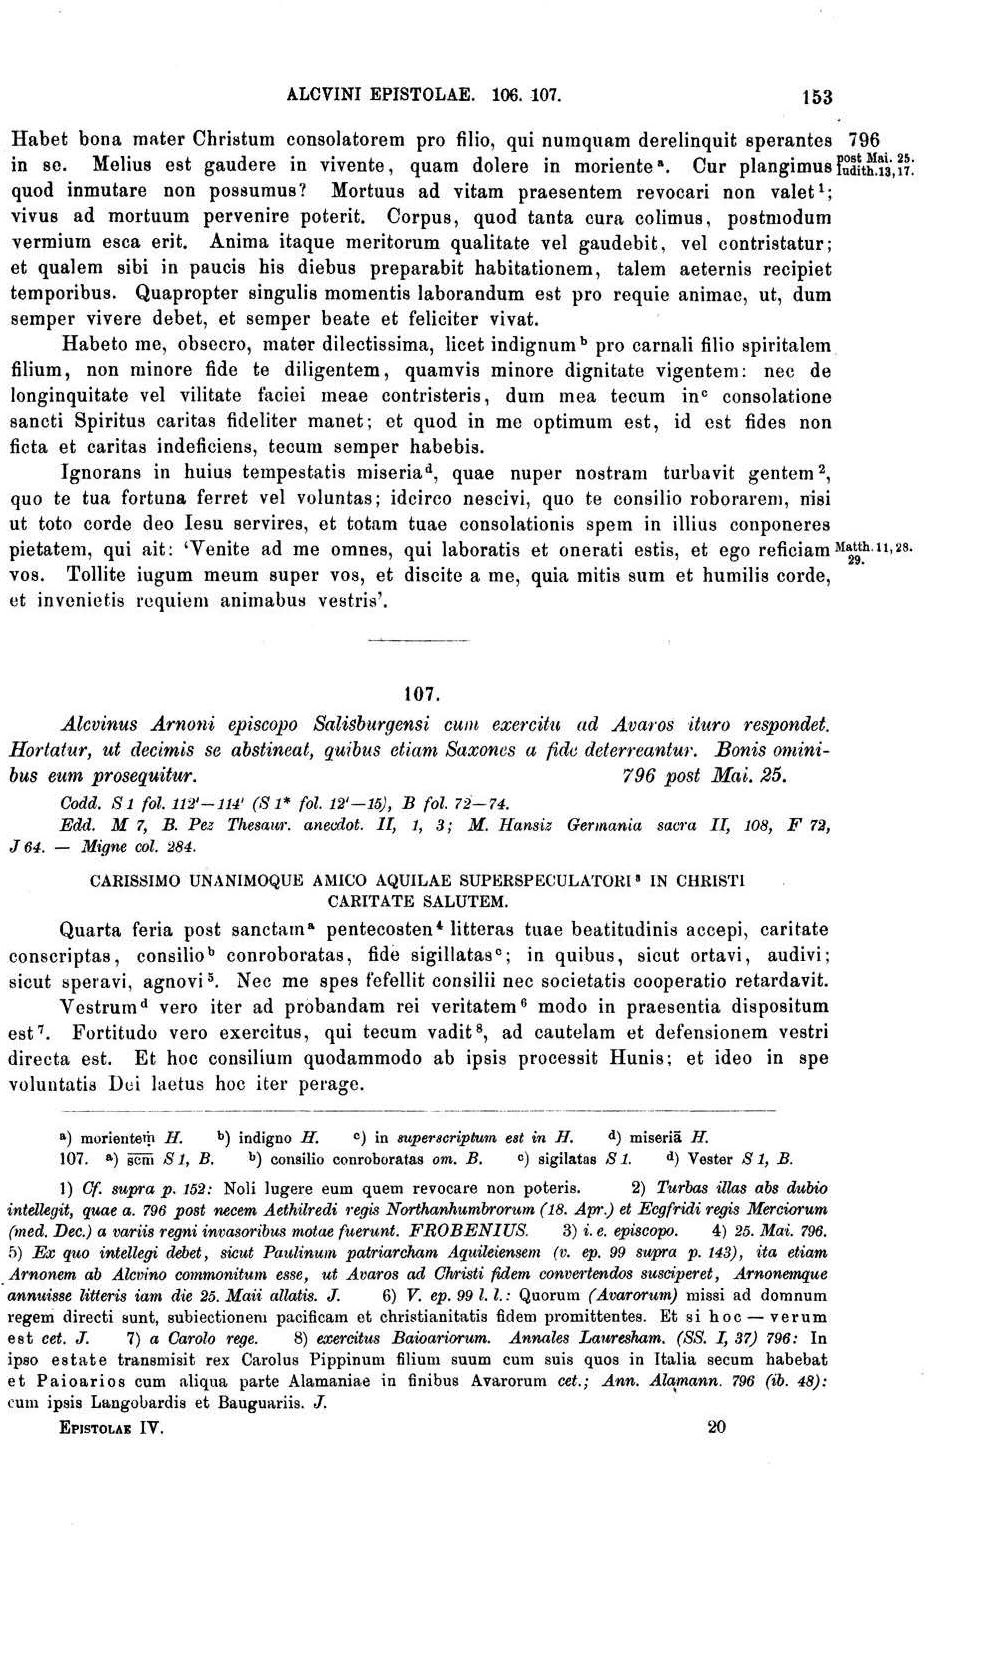 ALCVINI EPISTOLAE. 106. 107. 153
Habet bona mater Christum consolatorem pro filio, qui numquam derelinquit sperantes 796
in se. Melius est gaudere in vivente, quam dolere in moriente ᵃ. Cur plangimus post Mai. 25. Iudith. 13, 17.
quod inmutare non possumus? Mortuus ad vitam praesentem revocari non valet ¹;
vivus ad mortuum pervenire poterit. Corpus, quod tanta cura colimus, postmodum
vermium esca erit. Anima itaque meritorum qualitate vel gaudebit, vel contristatur;
et qualem sibi in paucis his diebus preparabit habitationem, talem aeternis recipiet
temporibus. Quapropter singulis momentis laborandum est pro requie animae, ut, dum
semper vivere debet, et semper beate et feliciter vivat.
Habeto me, obsecro, mater dilectissima, licet indignum ᵇ pro carnali filio spiritalem
filium, non minore fide te diligentem, quamvis minore dignitate vigentem: nec de
longinquitate vel vilitate faciei meae contristeris, dum mea tecum in ᶜ consolatione
sancti Spiritus caritas fideliter manet; et quod in me optimum est, id est fides non
ficta et caritas indeficiens, tecum semper habebis.
Ignorans in huius tempestatis miseria ᵈ, quae nuper nostram turbavit gentem ²,
quo te tua fortuna ferret vel voluntas; idcirco nescivi, quo te consilio roborarem, nisi
ut toto corde deo Iesu servires, et totam tuae consolationis spem in illius conponeres
pietatem, qui ait: ‘Venite ad me omnes, qui laboratis et onerati estis, et ego reficiam Matth. 11, 28. 29.
vos. Tollite iugum meum super vos, et discite a me, quia mitis sum et humilis corde,
et invenietis requiem animabus vestris’.
107.
Alcvinus Arnoni episcopo Salisburgensi cum exercitu ad Avaros ituro respondet.
Hortatur, ut decimis se abstineat, quibus etiam Saxones a fide deterreantur. Bonis omini-
bus eum prosequitur. 796 post Mai. 25.
Codd. S 1 fol. 112'—114' (S 1* fol. 12'—15), B fol. 72—74.
Edd. M 7, B. Pez Thesaur. anecdot. II, 1, 3; M. Hansiz Germania sacra II, 108, F 72,
J 64. — Migne col. 284.
CARISSIMO UNANIMOQUE AMICO AQUILAE SUPERSPECULATORI ³ IN CHRISTI
CARITATE SALUTEM.
Quarta feria post sanctam ᵃ pentecosten ⁴ litteras tuae beatitudinis accepi, caritate
conscriptas, consilio ᵇ conroboratas, fide sigillatas ᶜ; in quibus, sicut ortavi, audivi;
sicut speravi, agnovi ⁵. Nec me spes fefellit consilii nec societatis cooperatio retardavit.
Vestrum ᵈ vero iter ad probandam rei veritatem ⁶ modo in praesentia dispositum
est ⁷. Fortitudo vero exercitus, qui tecum vadit ⁸, ad cautelam et defensionem vestri
directa est. Et hoc consilium quodammodo ab ipsis processit Hunis; et ideo in spe
voluntatis Dei laetus hoc iter perage.
a) morientem̄ H. b) indigno H. c) in superscriptum est in H. d) miseriā H.
107. a) s̄c̄m̄ S 1, B. b) consilio conroboratas om. B. c) sigilatas S 1. d) Vester S 1, B.
1) Cf. supra p. 152: Noli lugere eum quem revocare non poteris. 2) Turbas illas abs dubio
intellegit, quae a. 796 post necem Aethilredi regis Northanhumbrorum (18. Apr.) et Ecgfridi regis Merciorum
(med. Dec.) a variis regni invasoribus motae fuerunt. FROBENIUS. 3) i. e. episcopo. 4) 25. Mai. 796.
5) Ex quo intellegi debet, sicut Paulinum patriarcham Aquileiensem (v. ep. 99 supra p. 143), ita etiam
Arnonem ab Alcvino commonitum esse, ut Avaros ad Christi fidem convertendos susciperet, Arnonemque
annuisse litteris iam die 25. Maii allatis. J. 6) V. ep. 99 l. l.: Quorum (Avarorum) missi ad domnum
regem directi sunt, subiectionem pacificam et christianitatis fidem promittentes. Et si hoc — verum
est cet. J. 7) a Carolo rege. 8) exercitus Baioariorum. Annales Lauresham. (SS. I, 37) 796: In
ipso estate transmisit rex Carolus Pippinum filium suum cum suis quos in Italia secum habebat
et Paioarios cum aliqua parte Alamaniae in finibus Avarorum cet.; Ann. Alamann. 796 (ib. 48):
cum ipsis Langobardis et Bauguariis. J.
EPISTOLAE IV. 20